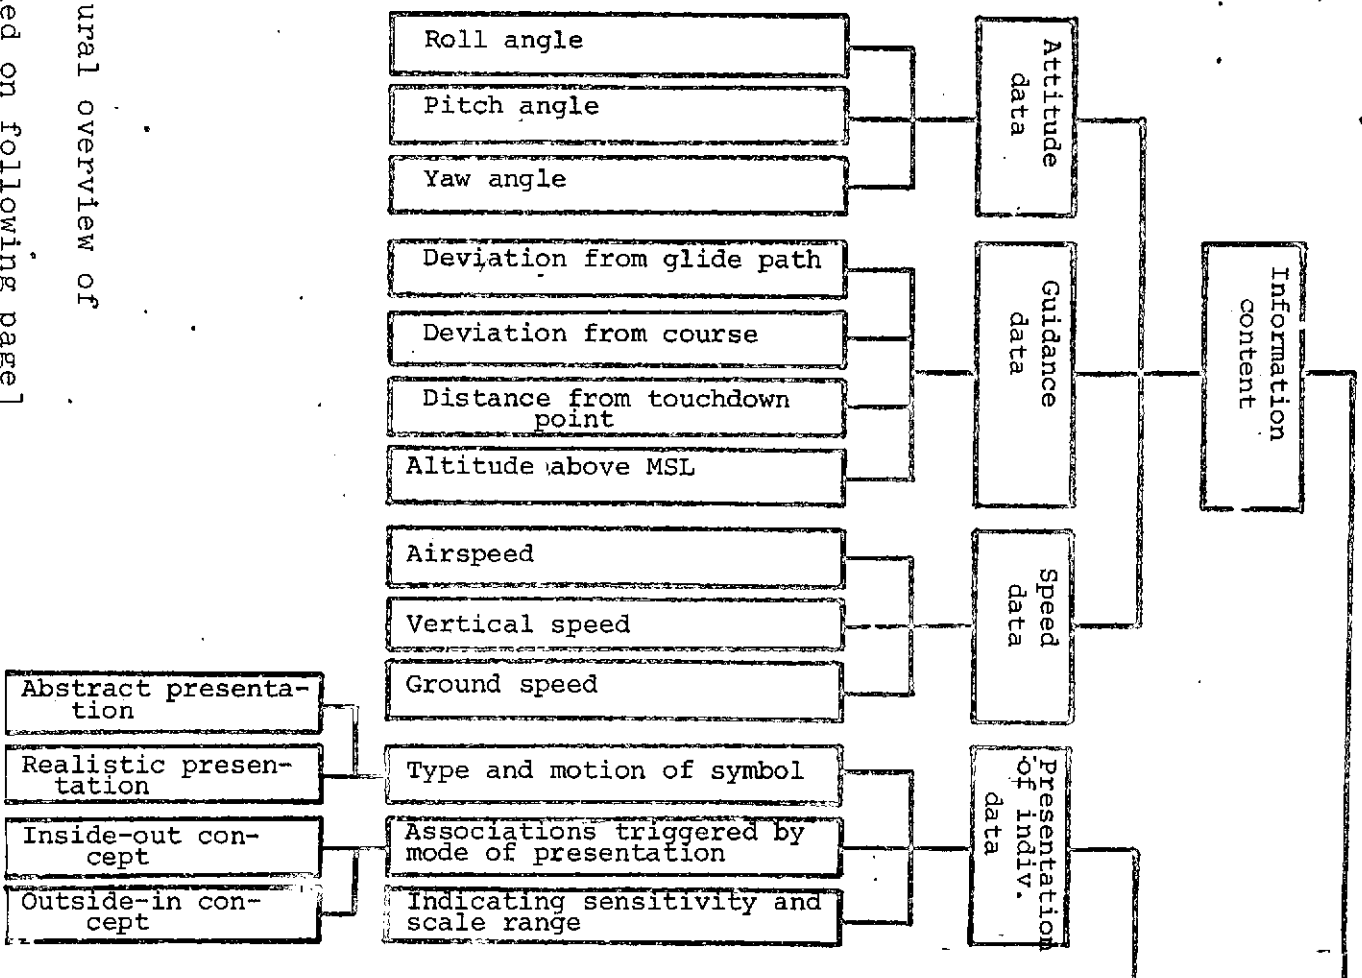 Information
content
Attitude
data
Roll angle
Pitch angle
Yaw angle
Guidance
data
Deviation from glide path
Deviation from course
Distance from touchdown
point
Altitude above MSL
Speed
data
Airspeed
Vertical speed
Ground speed
Presentation
of indiv.
data
Type and motion of symbol
Abstract presenta-
tion
Realistic presen-
tation
Associations triggered by
mode of presentation
Inside-out con-
cept
Outside-in con-
cept
Indicating sensitivity and
scale range
overview of
on following page]